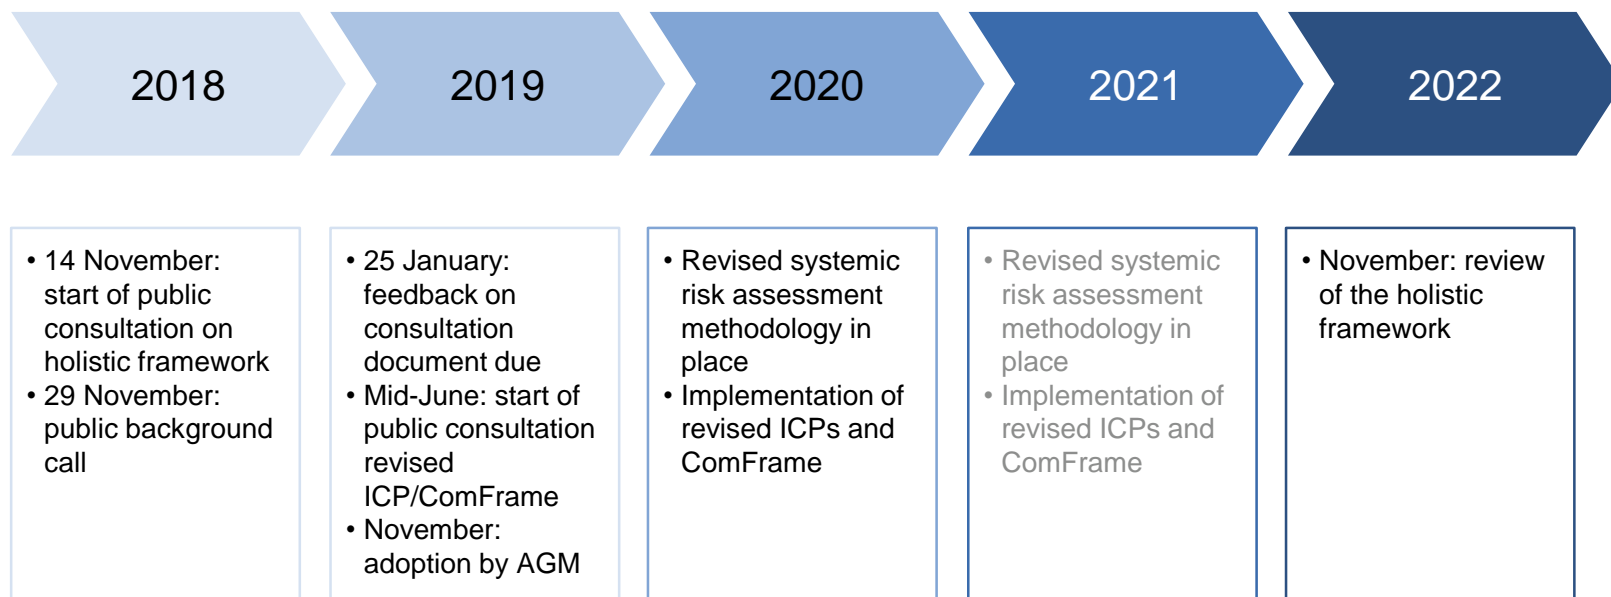 2018
2019
2020
2021
2022
• 14 November:
start of public
consultation on
holistic framework
• 29 November:
public background
call
• 25 January:
feedback on
consultation
document due
• Mid-June: start of
public consultation
revised
ICP/ComFrame
• November:
adoption by AGM
• Revised systemic
risk assessment
methodology in
place
• Implementation of
revised ICPs and
ComFrame
• Revised systemic
risk assessment
methodology in
place
• Implementation of
revised ICPs and
ComFrame
• November: review
of the holistic
framework